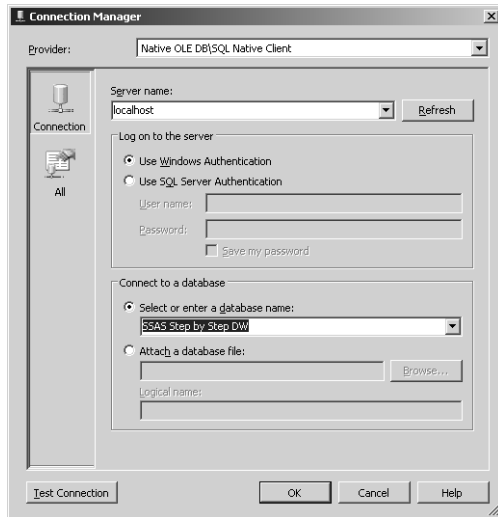 Connection Manager
Provider:
Native OLE DB\SQL Native Client
Connection
All
Server name:
localhost
Refresh
Log on to the server
Use Windows Authentication
Use SQL Server Authentication
User name:
Password:
Save my password
Connect to a database
Select or enter a database name:
SSAS Step by Step DW
Attach a database file:
Browse...
Logical name:
Test Connection
OK
Cancel
Help